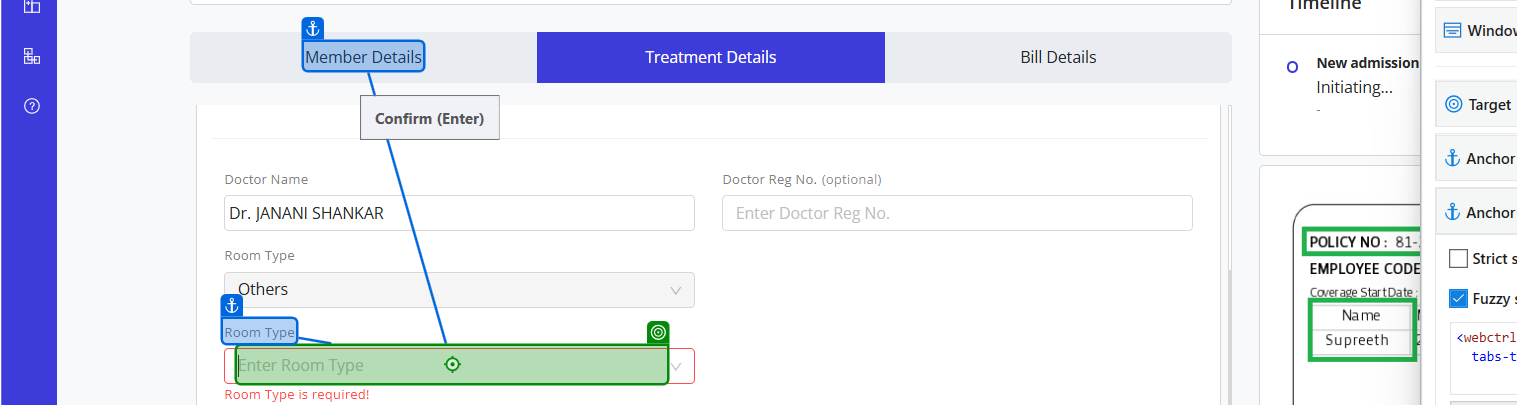 Timeline
Window
Member Details
Treatment Details
Bill Details
New admission
Initiating...
-
Target
Confirm (Enter)
Anchor
Doctor Name
Doctor Reg No. (optional)
Dr. JANANI SHANKAR
Enter Doctor Reg No.
Anchor
POLICY NO : 81-
Room Type
Strict s
EMPLOYEE CODE
Others
Coverage Start Date :
Fuzzy s
Name
Room Type
<webctrl
Supreeth
tabs-t
Enter Room Type
Room Type is required!